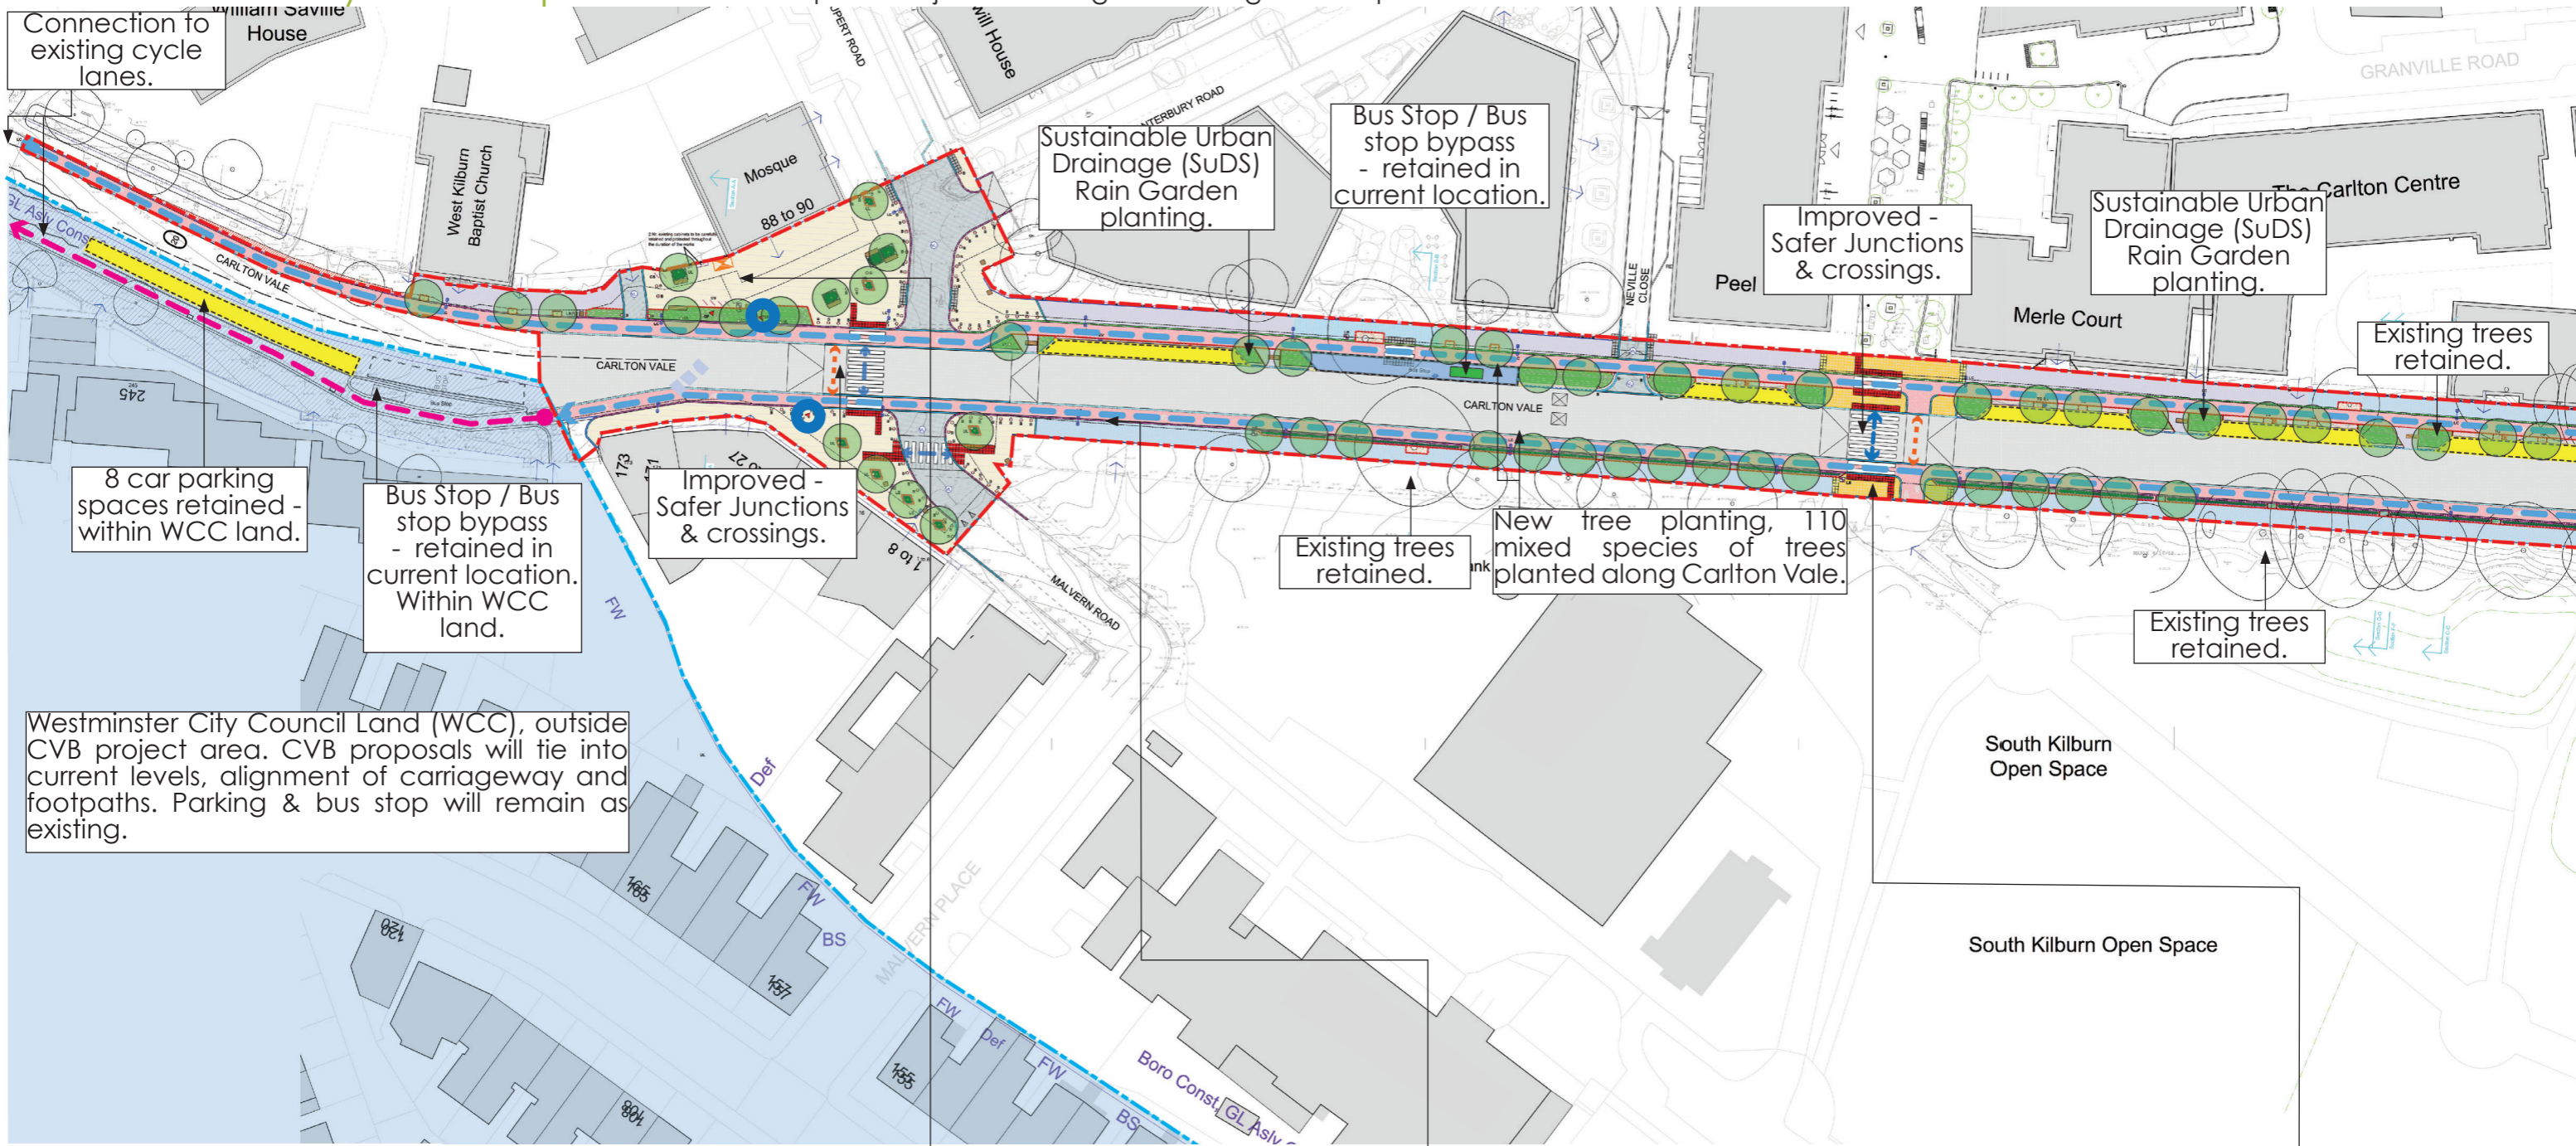 Connection to
existing cycle
lanes.
William Saville
House
West Kilburn
Baptist Church
Mosque
88 to 90
GRANVILLE ROAD
Sustainable Urban
Drainage (SuDS)
Rain Garden
planting.
Bus Stop / Bus
stop bypass
- retained in
current location.
NEVILLE
CLOSE
Peel
Improved -
Safer Junctions
& crossings.
Merle Court
The Carlton Centre
Sustainable Urban
Drainage (SuDS)
Rain Garden
planting.
Existing trees
retained.
CARLTON VALE
CARLTON VALE
CARLTON VALE
245
8 car parking
spaces retained -
within WCC land.
Bus Stop / Bus
stop bypass
- retained in
current location.
Within WCC
land.
173
Improved -
Safer Junctions
& crossings.
1 to 8
MALVERN ROAD
Existing trees
retained.
New tree planting, 110
mixed species of trees
planted along Carlton Vale.
Existing trees
retained.
Westminster City Council Land (WCC), outside
CVB project area. CVB proposals will tie into
current levels, alignment of carriageway and
footpaths. Parking & bus stop will remain as
existing.
South Kilburn
Open Space
South Kilburn Open Space
MALVERN PLACE
FW
Def
FW
BS
165
157
120
108
155
FW
Def
FW
BS
Boro Const, GL Asly